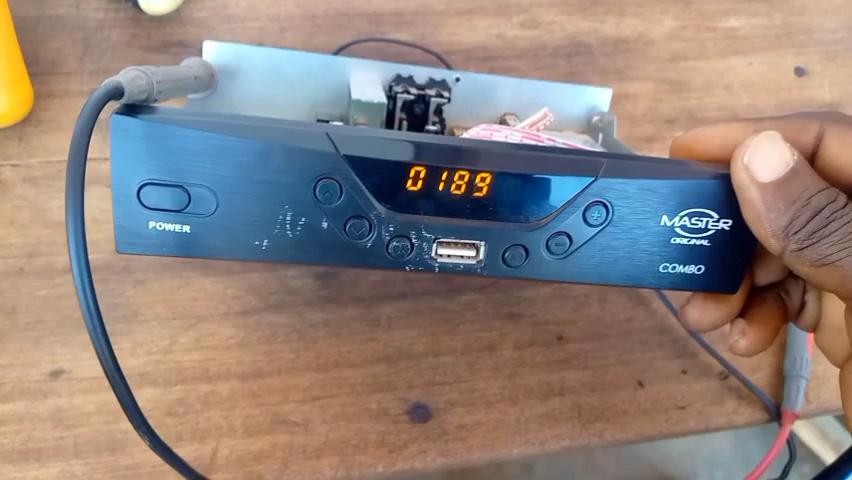 0189
POWER
MASTER
ORIGINAL
COMBO